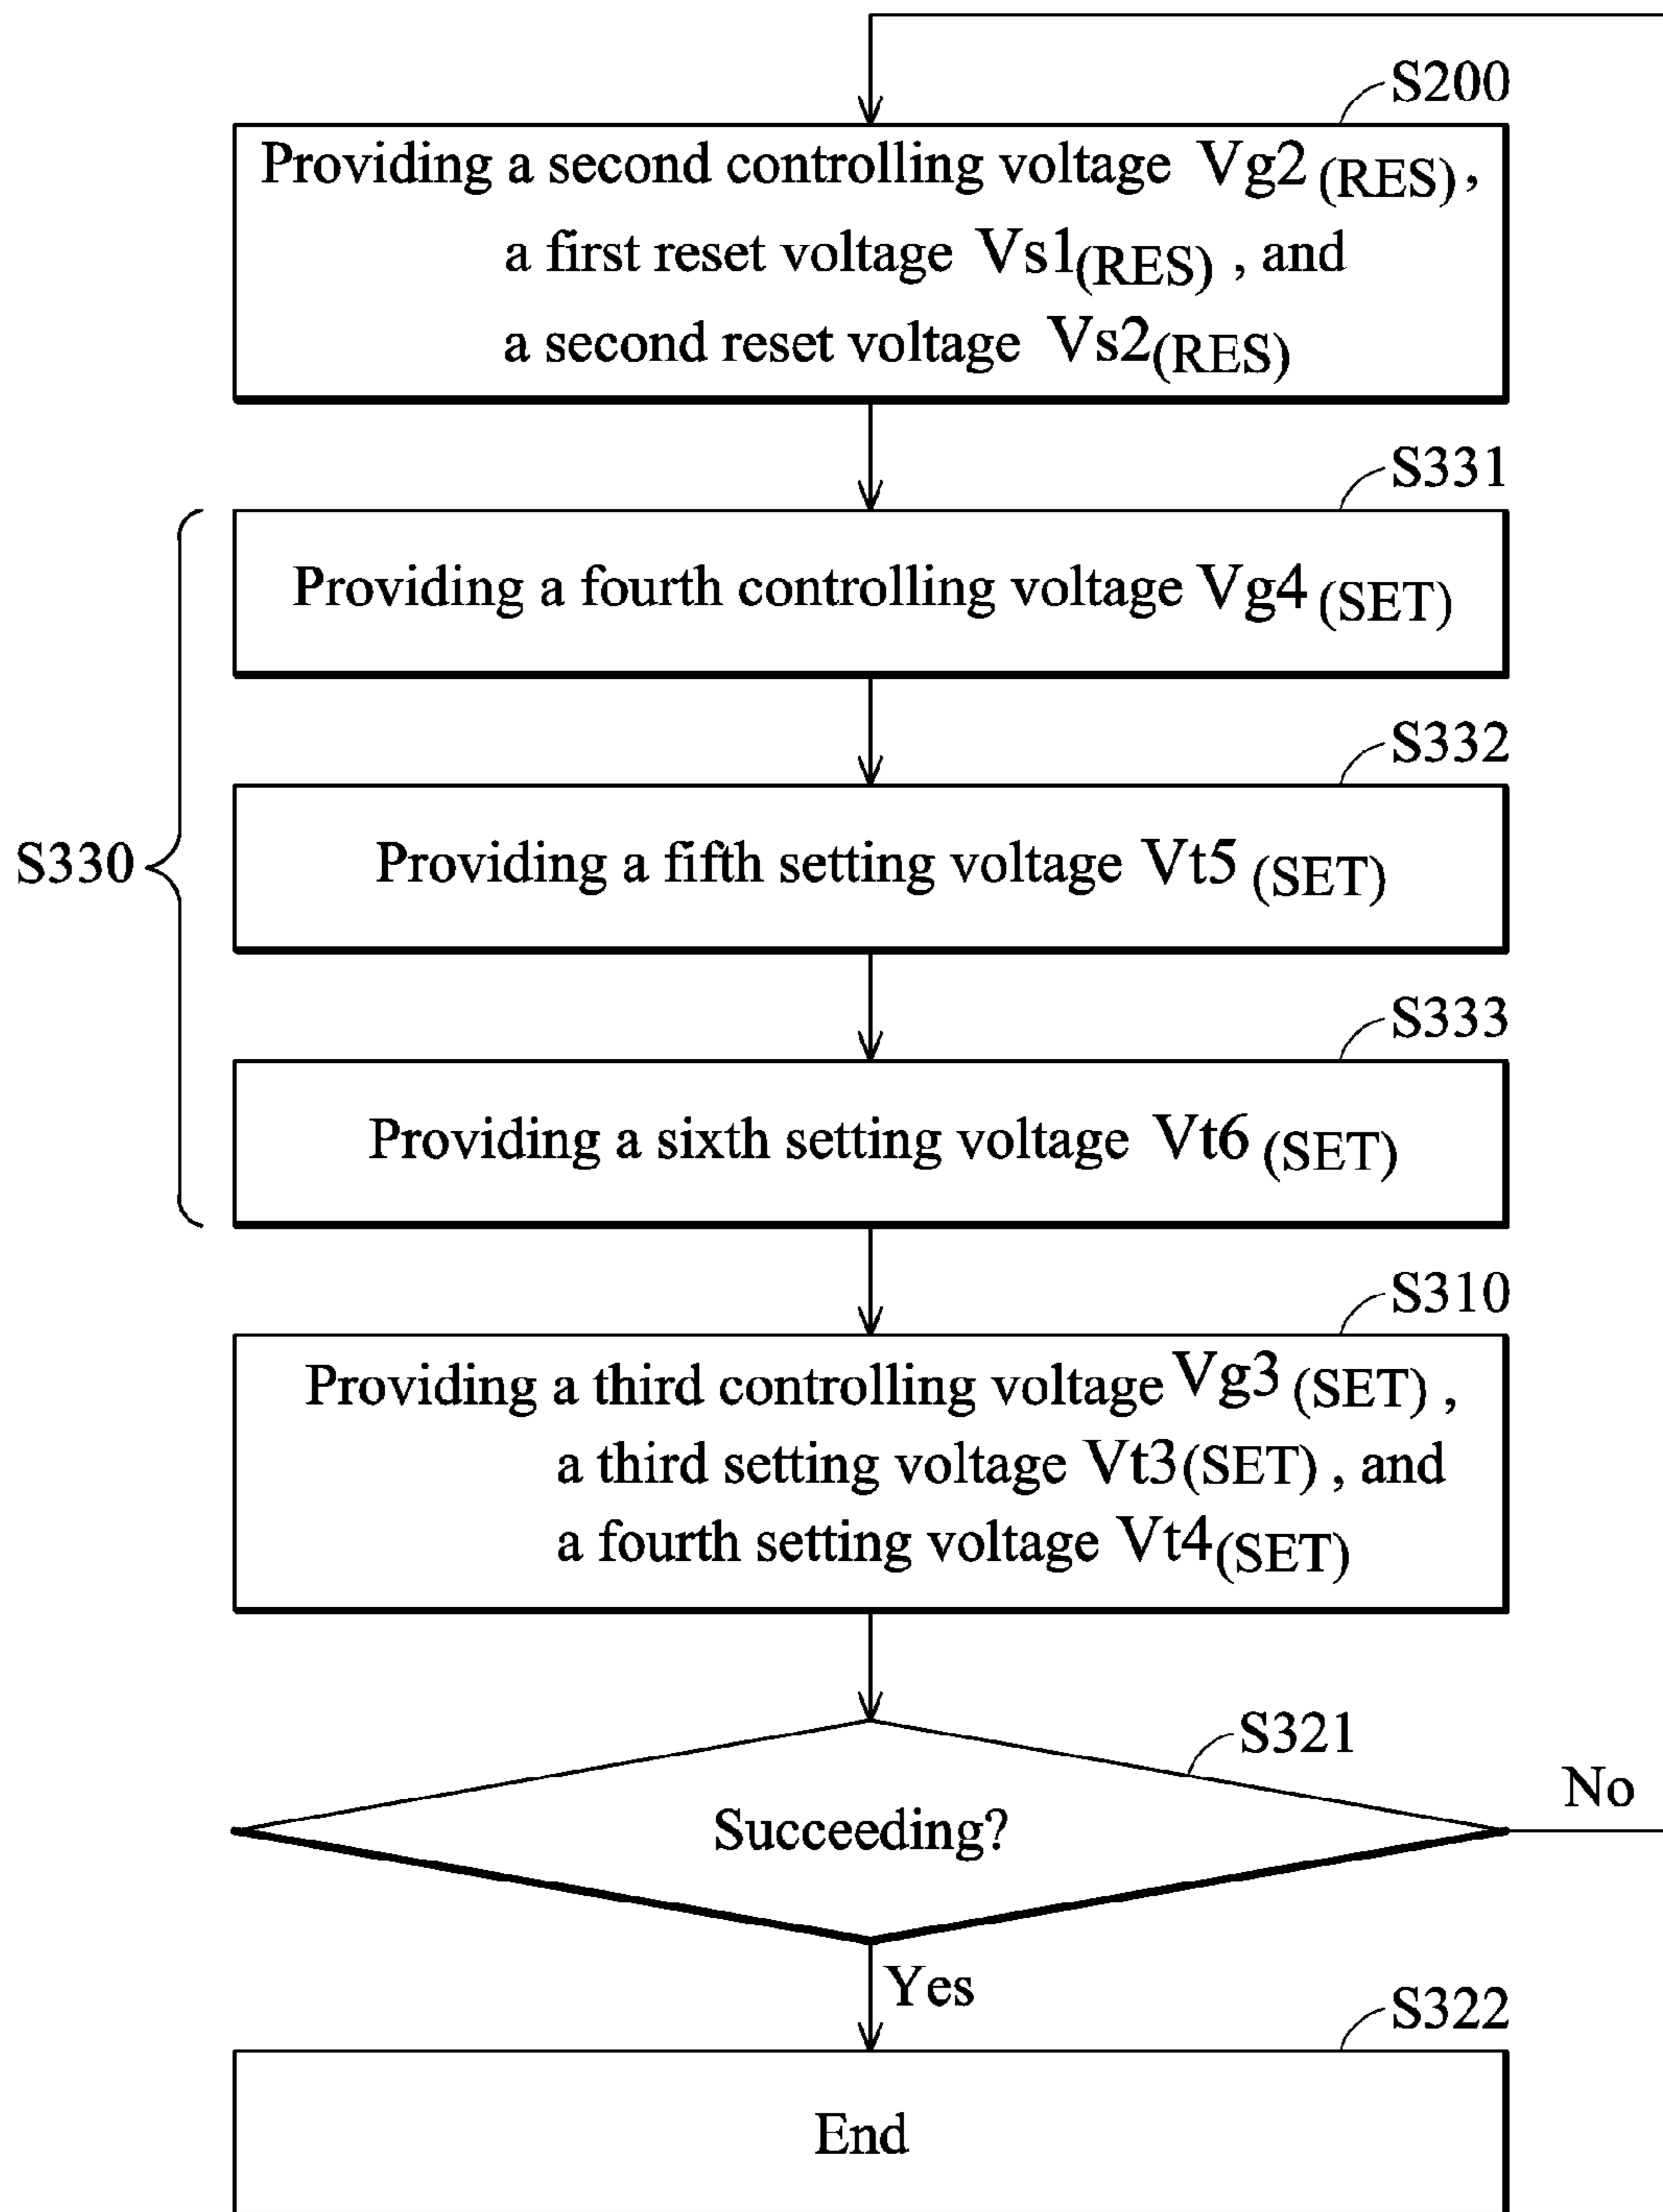 S200
Providing a second controlling voltage Vg2 (RES),
a first reset voltage Vs1(RES) , and
a second reset voltage Vs2(RES)
S331
Providing a fourth controlling voltage Vg4 (SET)
S332
S330
Providing a fifth setting voltage Vt5 (SET)
S333
Providing a sixth setting voltage Vt6 (SET)
S310
Providing a third controlling voltage Vg3 (SET) ,
a third setting voltage Vt3(SET) , and
a fourth setting voltage Vt4(SET)
S321
Succeeding?
No
Yes
S322
End